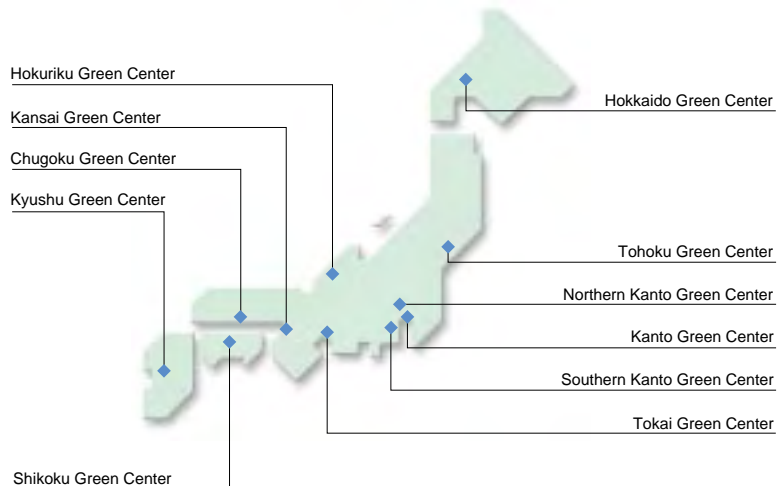 Hokuriku Green Center
Kansai Green Center
Chugoku Green Center
Kyushu Green Center
Hokkaido Green Center
Tohoku Green Center
Northern Kanto Green Center
Kanto Green Center
Southern Kanto Green Center
Tokai Green Center
Shikoku Green Center